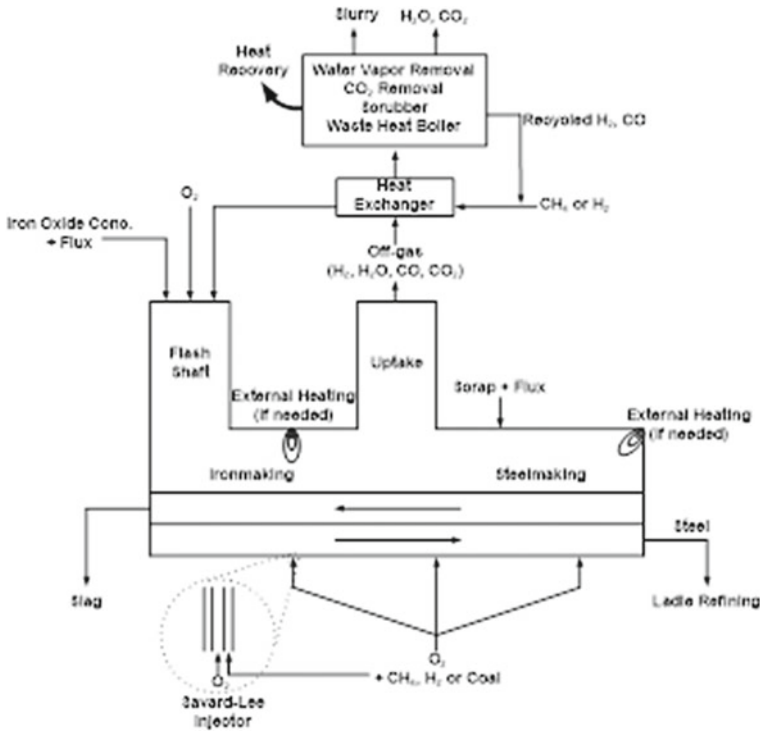 Slurry
H₂O, CO₂
Heat
Recovery
Water Vapor Removal
CO₂ Removal
Scrubber
Waste Heat Boiler
Recycled H₂, CO
O₂
Heat
Exchanger
CH₄ or H₂
Iron Oxide Conc.
+ Flux
Off-gas
(H₂, H₂O, CO, CO₂)
Flash
Shaft
Uptake
External Heating
(if needed)
Scrap + Flux
External Heating
(if needed)
Ironmaking
Steelmaking
Steel
Slag
Ladle Refining
O₂
O₂
+ CH₄, H₂ or Coal
Savard-Lee
Injector